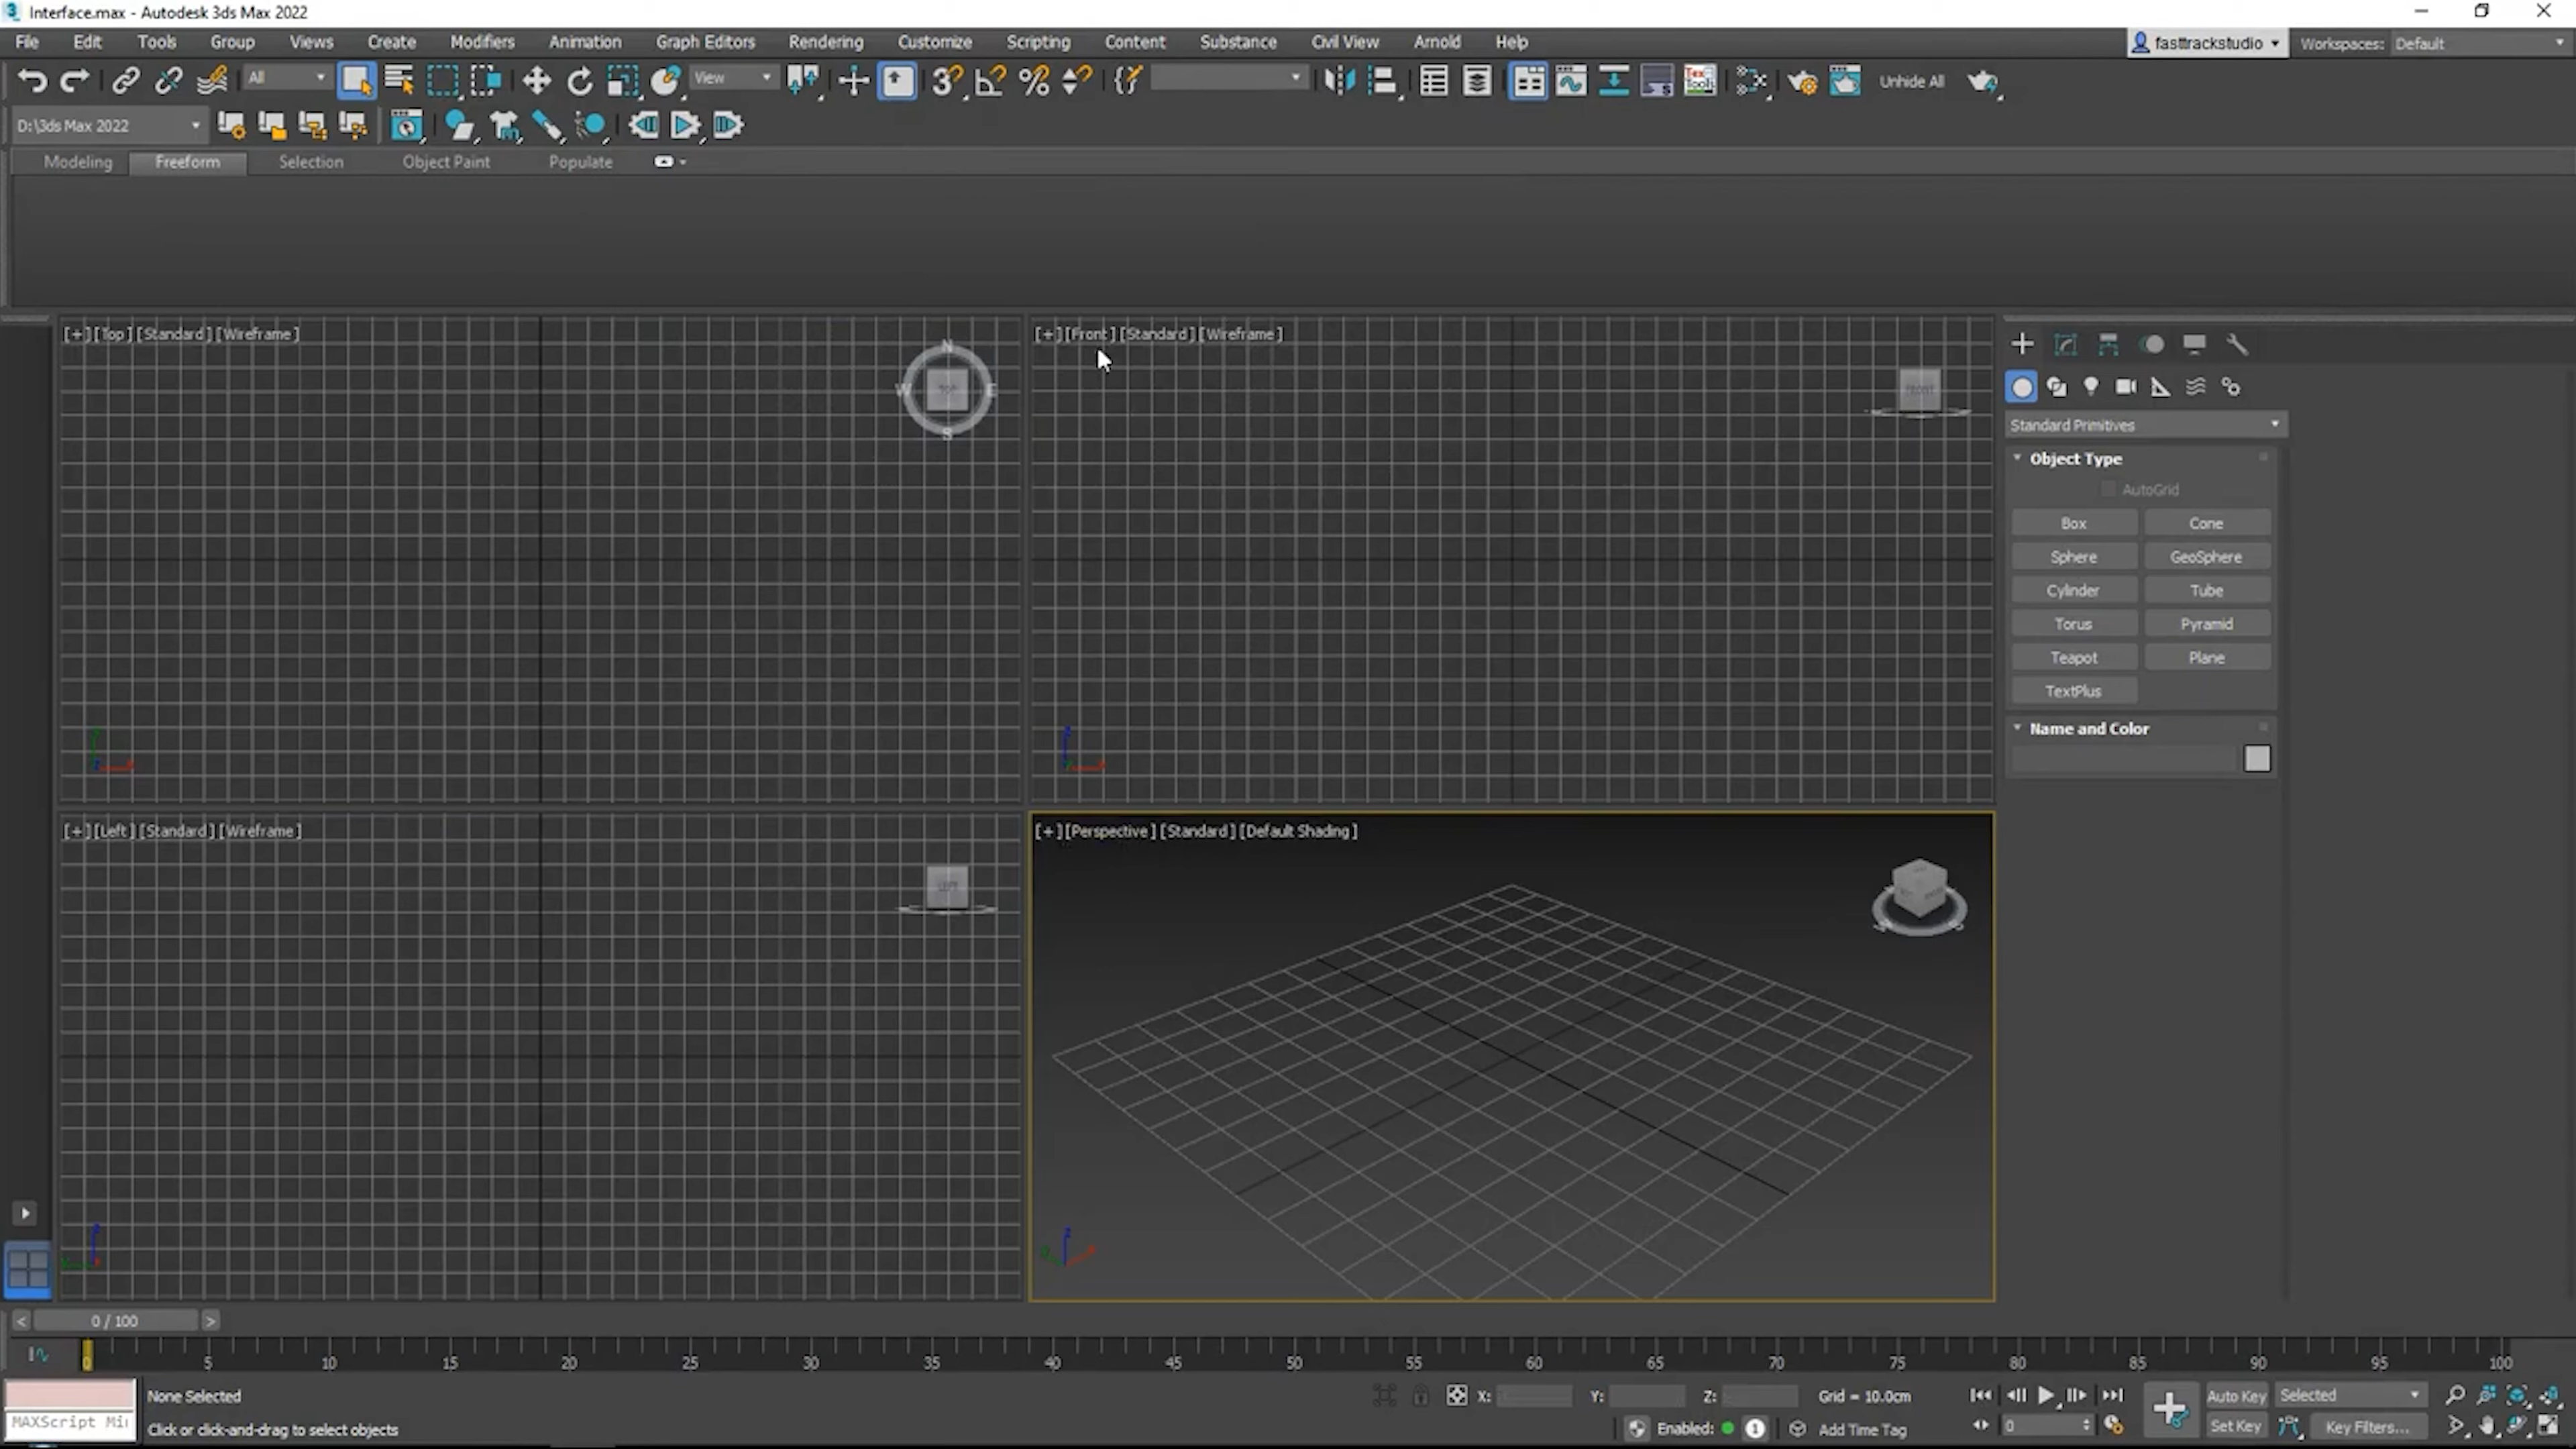 Interface.max - Autodesk 3ds Max 2022
File Edit Tools Group Views Create Modifiers Animation Graph Editors Rendering Customize Scripting Content Substance Civil View Arnold Help fasttrackstudio Workspaces: Default
All View Unhide All
D:\3ds Max 2022
Modeling Freeform Selection Object Paint Populate
[+] [Top] [Standard] [Wireframe]
N
W TOP E
S
[+] [Front] [Standard] [Wireframe]
FRONT
Standard Primitives
Object Type
AutoGrid
Box Cone
Sphere GeoSphere
Cylinder Tube
Torus Pyramid
Teapot Plane
TextPlus
Name and Color
[+] [Left] [Standard] [Wireframe]
LEFT
[+] [Perspective] [Standard] [Default Shading]
< 0 / 100 >
0 5 10 15 20 25 30 35 40 45 50 55 60 65 70 75 80 85 90 95 100
None Selected X: Y: Z: Grid = 10.0cm Auto Key Selected
MAXScript Mi
Click or click-and-drag to select objects Enabled: 1 Add Time Tag 0 Set Key Key Filters...